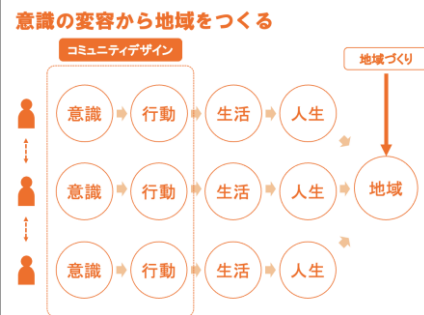 意識の変容から地域をつくる
コミュニティデザイン
地域づくり
意識
行動
生活
人生
意識
行動
生活
人生
地域
意識
行動
生活
人生